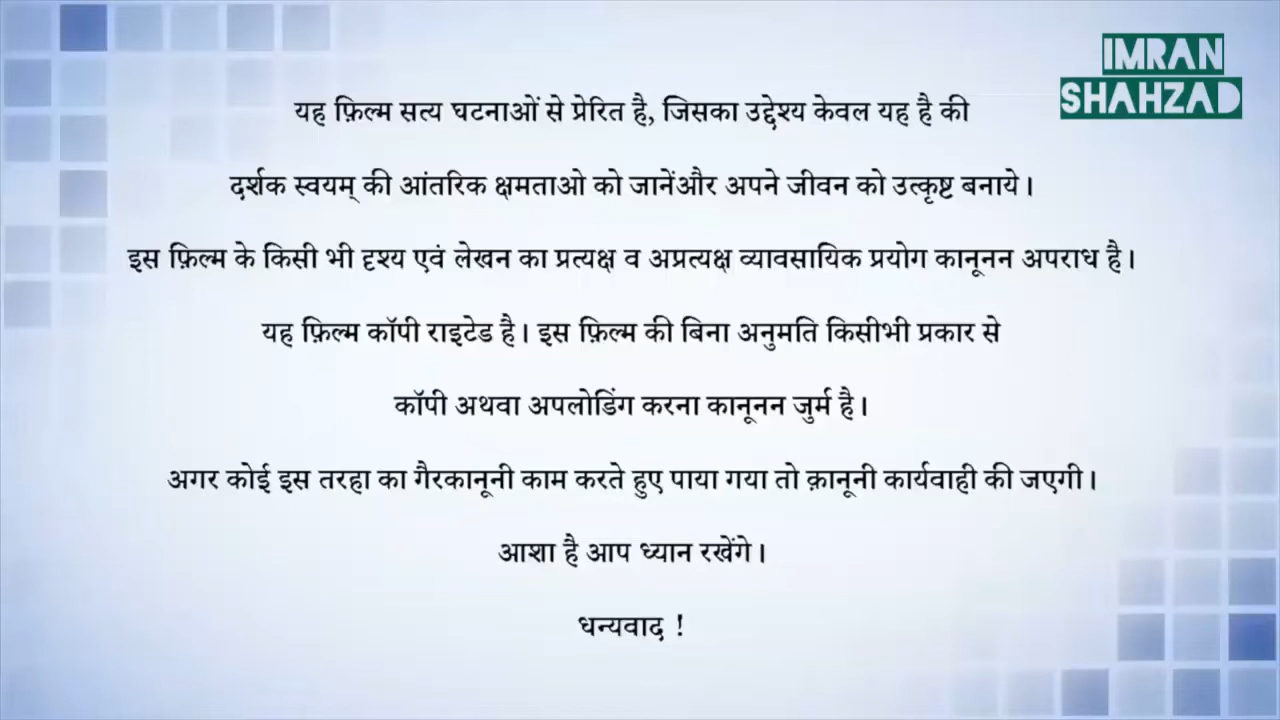 IMRAN
SHAHZAD
यह फ़िल्म सत्य घटनाओं से प्रेरित है, जिसका उद्देश्य केवल यह है की
दर्शक स्वयम् की आंतरिक क्षमताओ को जानेंऔर अपने जीवन को उत्कृष्ट बनाये।
इस फ़िल्म के किसी भी दृश्य एवं लेखन का प्रत्यक्ष व अप्रत्यक्ष व्यावसायिक प्रयोग कानूनन अपराध है।
यह फ़िल्म कॉपी राइटेड है। इस फ़िल्म की बिना अनुमति किसीभी प्रकार से
कॉपी अथवा अपलोडिंग करना कानूनन जुर्म है।
अगर कोई इस तरहा का गैरकानूनी काम करते हुए पाया गया तो क़ानूनी कार्यवाही की जएगी।
आशा है आप ध्यान रखेंगे।
धन्यवाद !